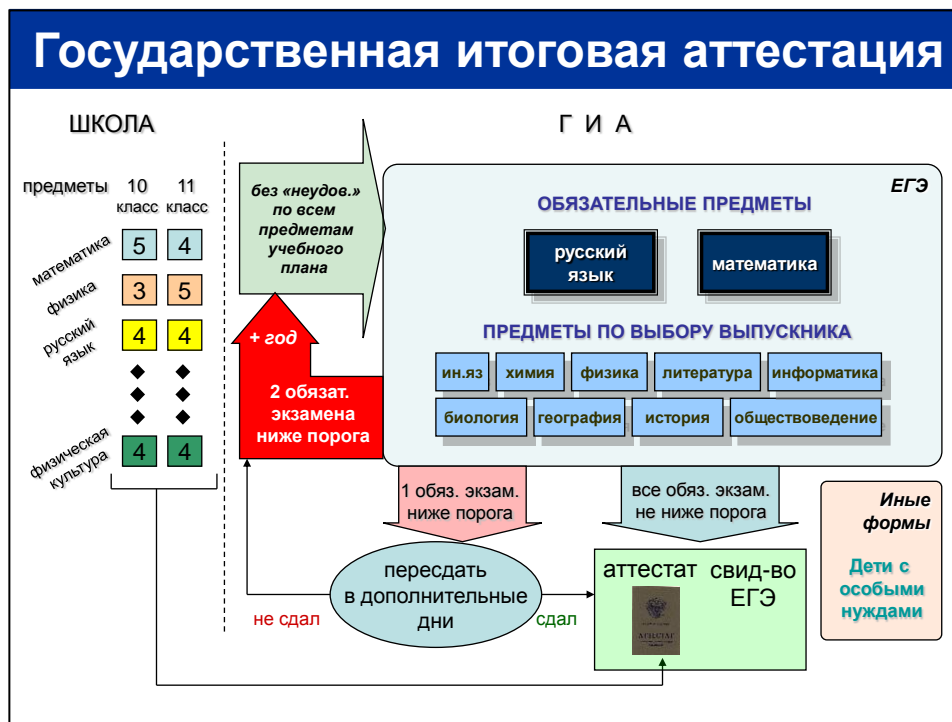 Государственная итоговая аттестация
ШКОЛА
Г И А
предметы
10
класс
11
класс
математика
5
4
физика
3
5
русский
язык
4
4
физическая
культура
4
4
без «неудов.»
по всем
предметам
учебного
плана
+ год
2 обязат.
экзамена
ниже порога
ЕГЭ
ОБЯЗАТЕЛЬНЫЕ ПРЕДМЕТЫ
русский
язык
математика
ПРЕДМЕТЫ ПО ВЫБОРУ ВЫПУСКНИКА
ин.яз
химия
физика
литература
информатика
биология
география
история
обществоведение
1 обяз. экзам.
ниже порога
все обяз. экзам.
не ниже порога
Иные
формы
Дети с
особыми
нуждами
пересдать
в дополнительные
дни
не сдал
сдал
аттестат
свид-во
ЕГЭ
АТТЕСТАТ